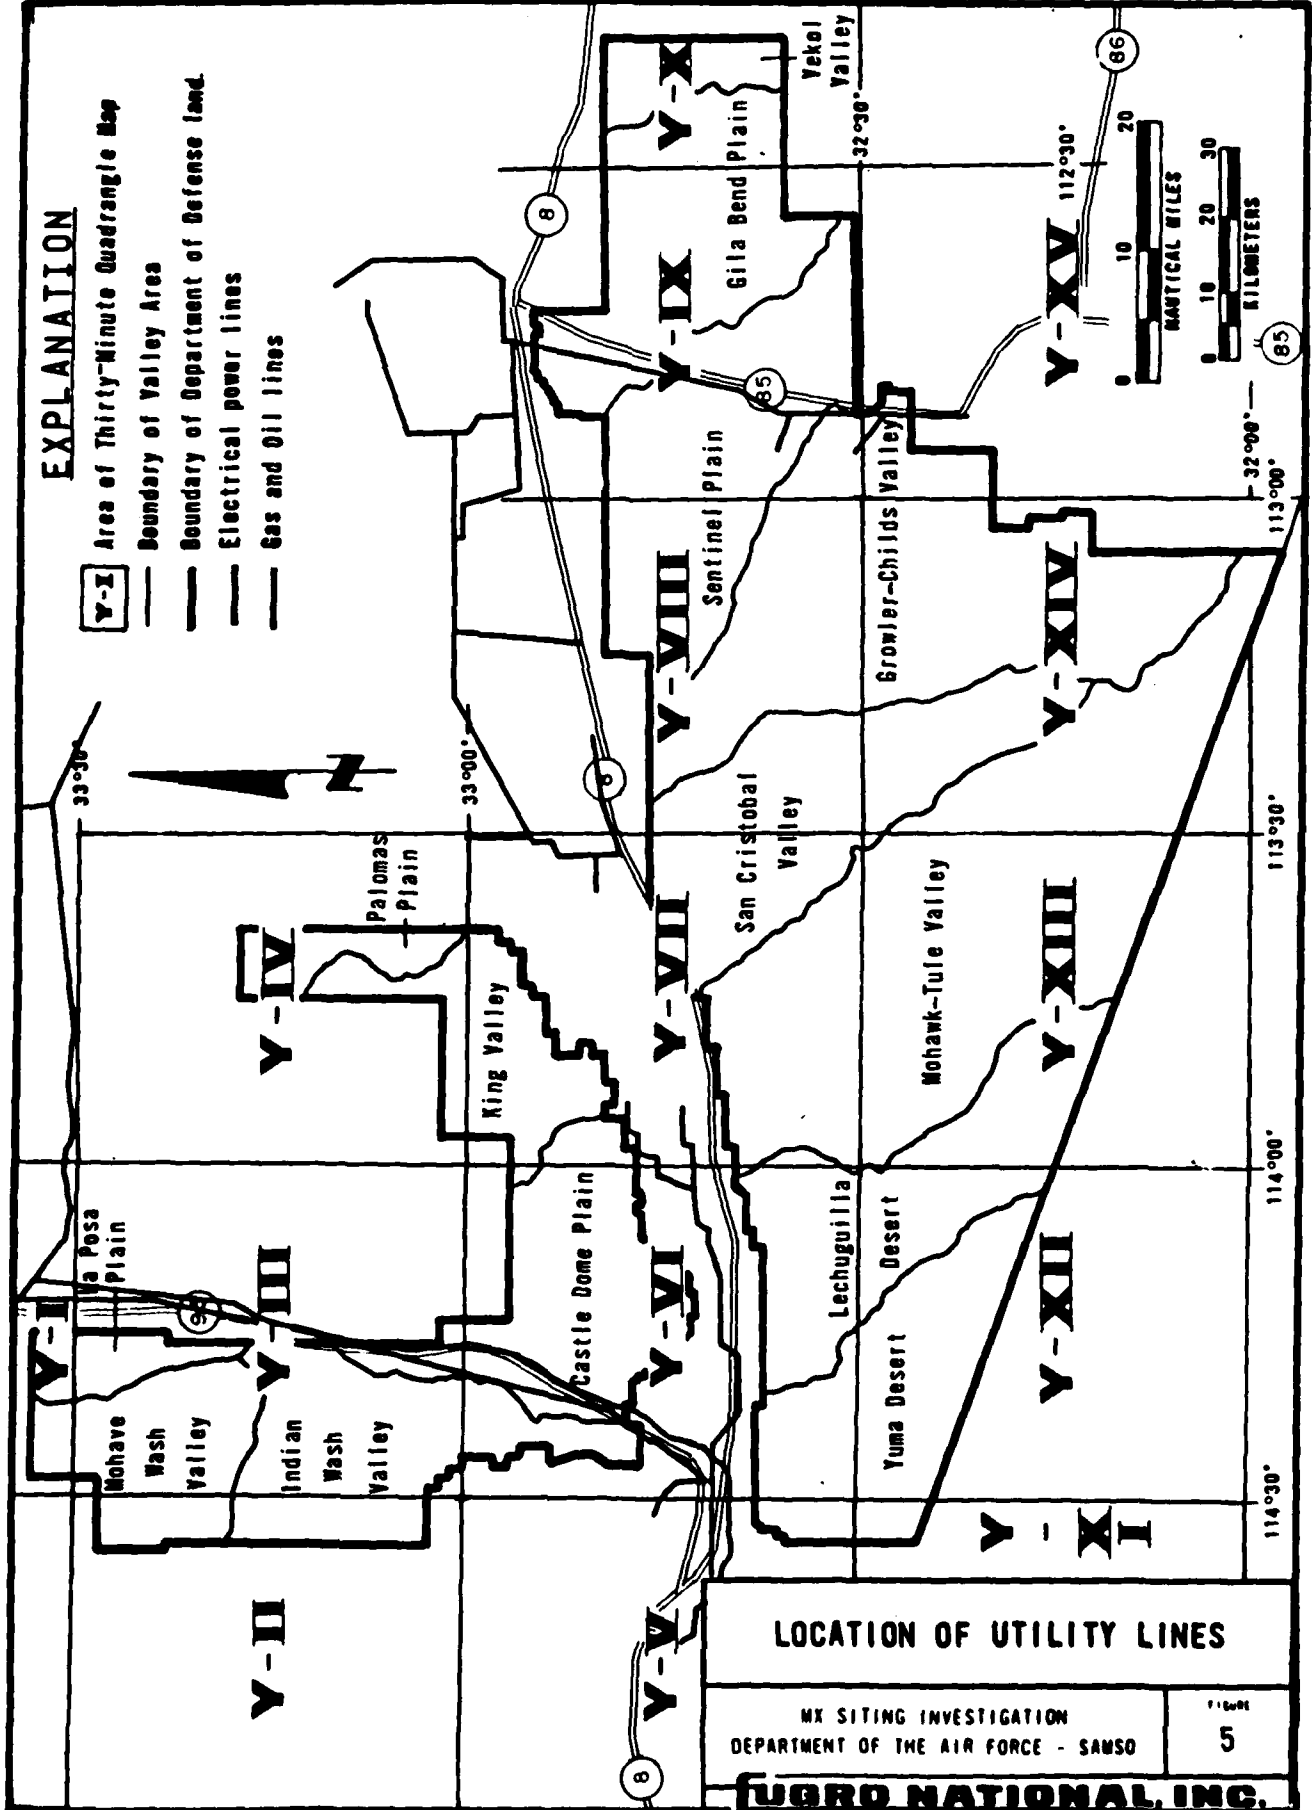 EXPLANATION
Y-I Area of Thirty-Minute Quadrangle Map
Boundary of Valley Area
Boundary of Department of Defense land.
Electrical power lines
Gas and Oil lines
33°30'
33°00'
N
8
8
8
85
85
86
95
Y-I
Y-II
Y-III
Y-IV
Y-V
Y-VI
Y-VII
Y-VIII
Y-IX
Y-X
Y-XI
Y-XII
Y-XIII
Y-XIV
Y-XV
La Posa
Plain
Mohave
Wash
Valley
Indian
Wash
Valley
Palomas
Plain
King Valley
Castle Dome Plain
San Cristobal
Valley
Sentinel Plain
Gila Bend Plain
Vekol
Valley
32°30'
Growler-Childs Valley
Mohawk-Tule Valley
Lechuguilla
Desert
Yuma Desert
112°30'
32°00'
113°00'
113°30'
114°00'
114°30'
0 10 20
NAUTICAL MILES
0 10 20 30
KILOMETERS
LOCATION OF UTILITY LINES
MX SITING INVESTIGATION
DEPARTMENT OF THE AIR FORCE - SAMSO
FIGURE
5
UGRO NATIONAL, INC.